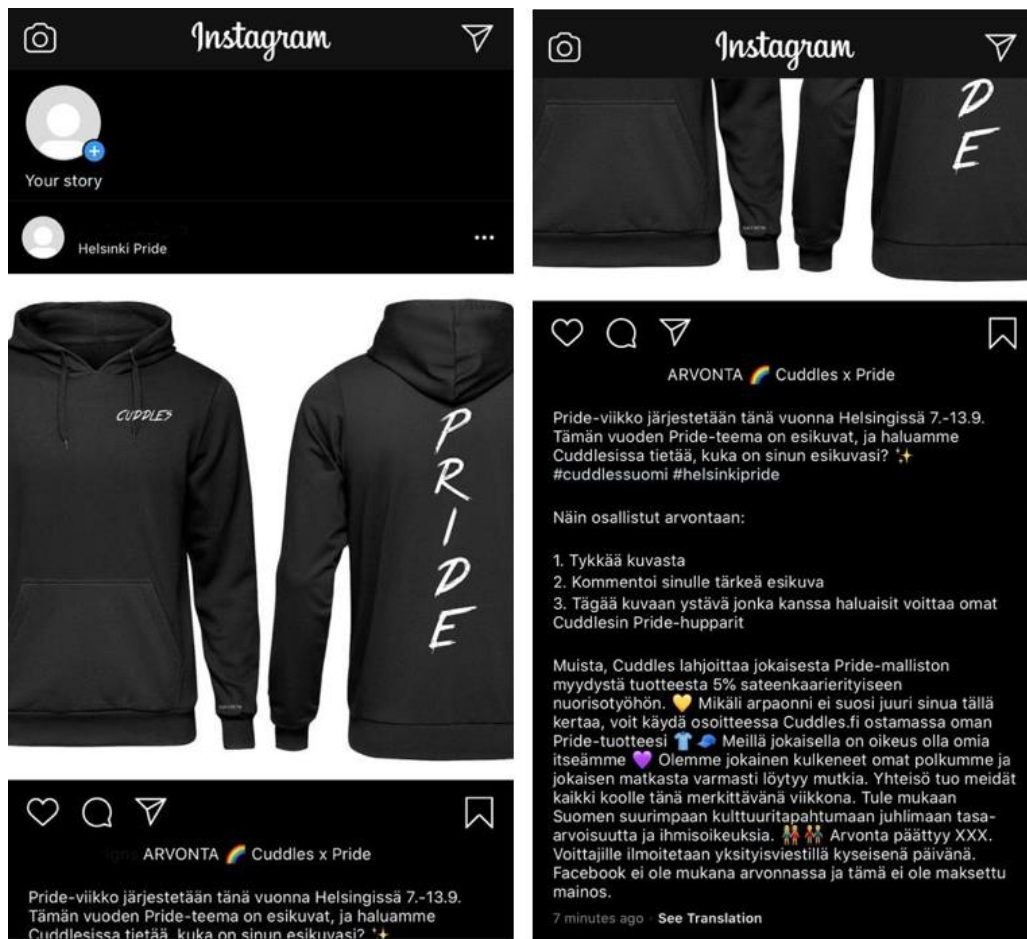 Instagram
Your story
Helsinki Pride
CUDDLES
PRIDE
ARVONTA 🌈 Cuddles x Pride
Pride-viikko järjestetään tänä vuonna Helsingissä 7.-13.9.
Tämän vuoden Pride-teema on esikuvat, ja haluamme
Cuddlesissa tietää, kuka on sinun esikuvasi? ✨
Instagram
DE
ARVONTA 🌈 Cuddles x Pride
Pride-viikko järjestetään tänä vuonna Helsingissä 7.-13.9.
Tämän vuoden Pride-teema on esikuvat, ja haluamme
Cuddlesissa tietää, kuka on sinun esikuvasi? ✨
#cuddlessuomi #helsinkipride
Näin osallistut arvontaan:
1. Tykkää kuvasta
2. Kommentoi sinulle tärkeä esikuva
3. Tägää kuvaan ystävä jonka kanssa haluaisit voittaa omat
Cuddlesin Pride-hupparit
Muista, Cuddles lahjoittaa jokaisesta Pride-malliston
myydystä tuotteesta 5% sateenkaarierityiseen
nuorisotyöhön. 💛 Mikäli arpaonni ei suosi juuri sinua tällä
kertaa, voit käydä osoitteessa Cuddles.fi ostamassa oman
Pride-tuotteesi 👕🧢 Meillä jokaisella on oikeus olla omia
itseämme 💜 Olemme jokainen kulkeneet omat polkumme ja
jokaisen matkasta varmasti löytyy mutkia. Yhteisö tuo meidät
kaikki koolle tänä merkittävänä viikkona. Tule mukaan
Suomen suurimpaan kulttuuritapahtumaan juhlimaan tasa-
arvoisuutta ja ihmisoikeuksia. 👭👬 Arvonta päättyy XXX.
Voittajille ilmoitetaan yksityisviestillä kyseisenä päivänä.
Facebook ei ole mukana arvonnassa ja tämä ei ole maksettu
mainos.
7 minutes ago · See Translation